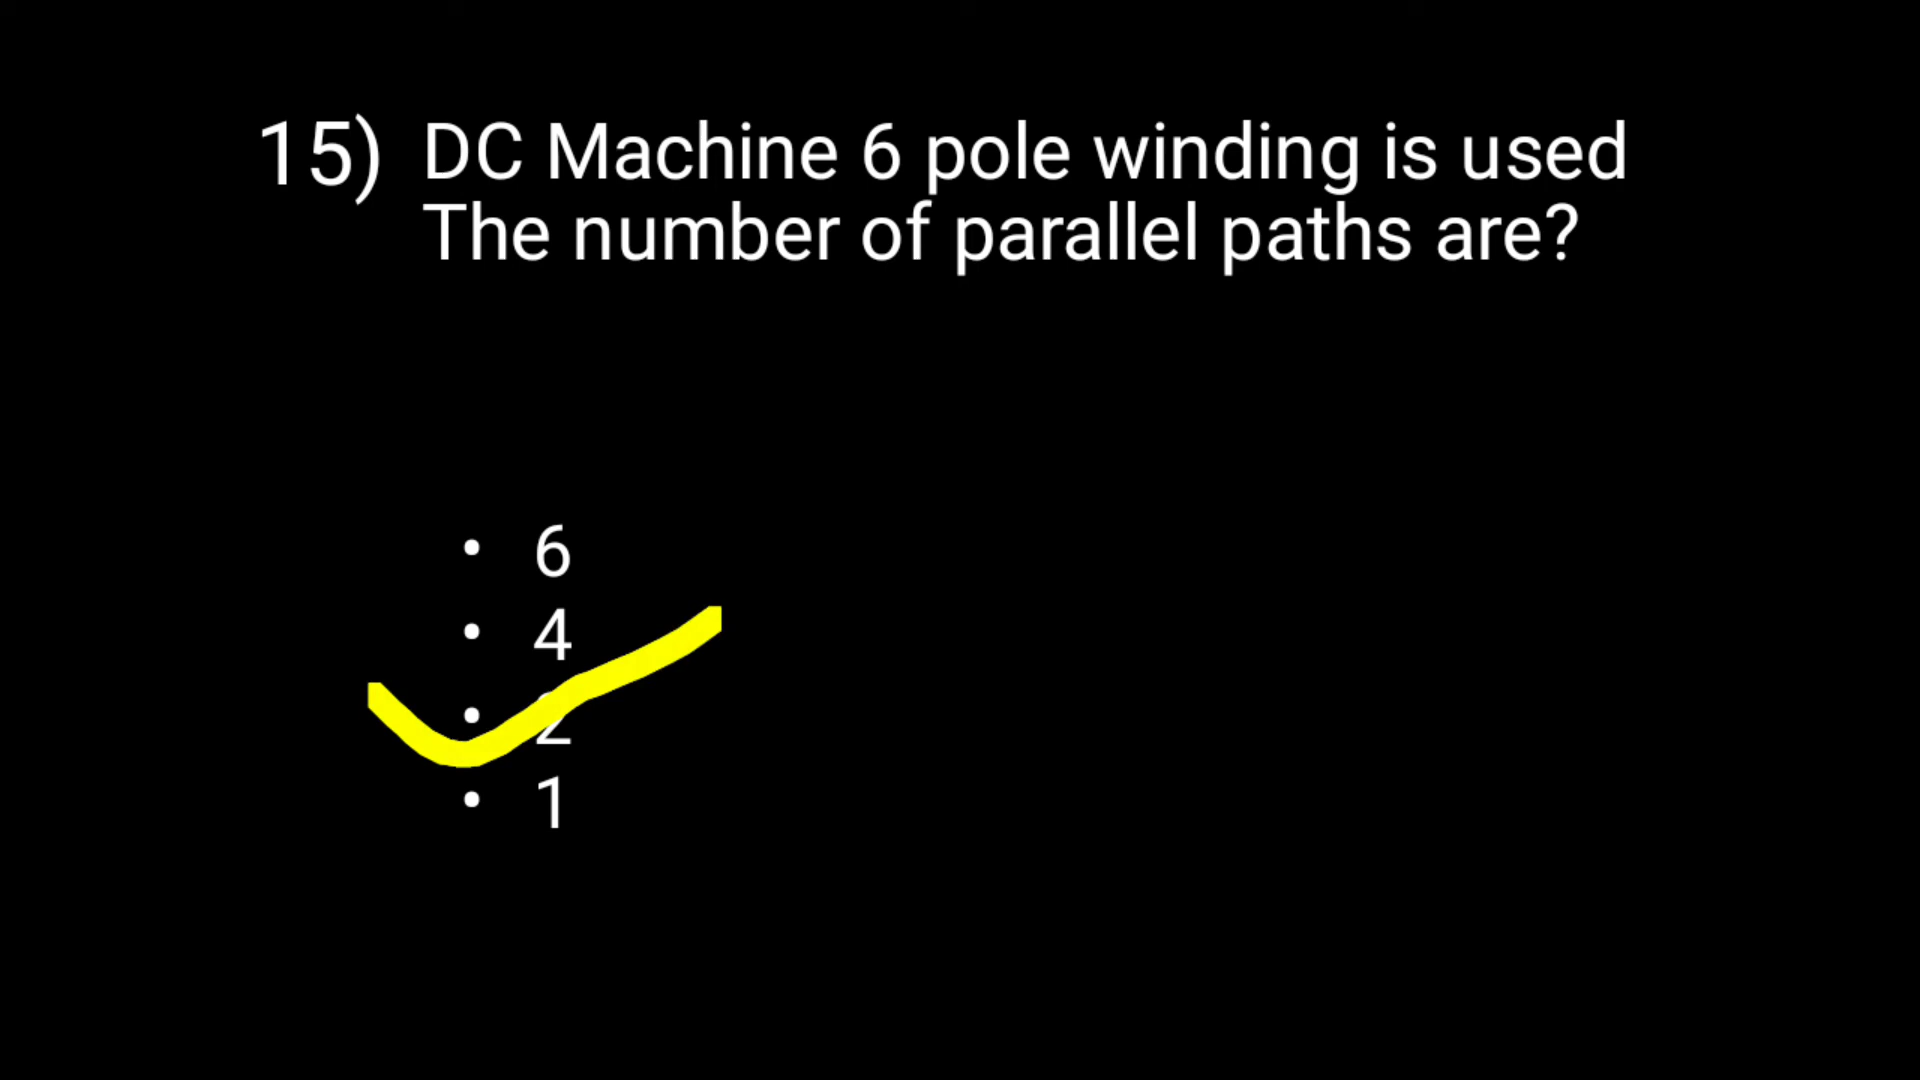 15) DC Machine 6 pole winding is used
The number of parallel paths are?
• 6
• 4
• 2
• 1